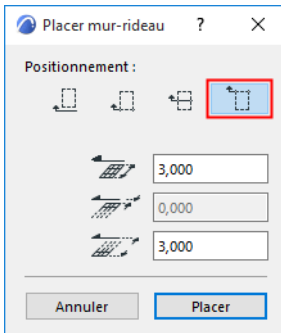 Placer mur-rideau ?
Positionnement :
3,000
0,000
3,000
Annuler Placer